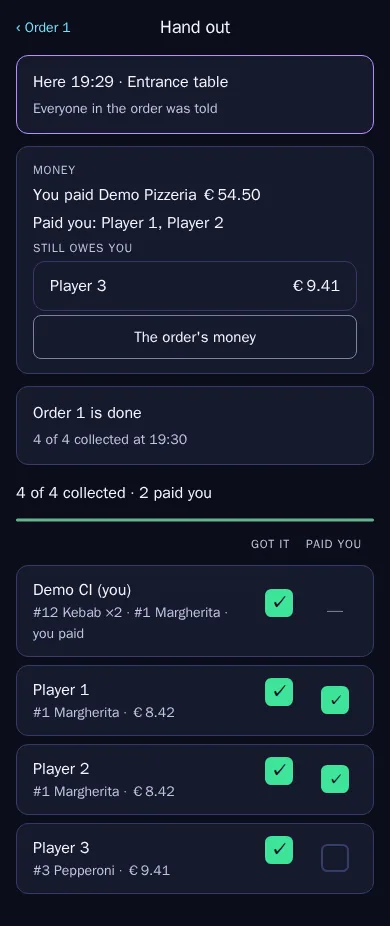 ‹ Order 1
Hand out
Here 19:29 · Entrance table
Everyone in the order was told
MONEY
You paid Demo Pizzeria € 54.50
Paid you: Player 1, Player 2
STILL OWES YOU
Player 3 € 9.41
The order's money
Order 1 is done
4 of 4 collected at 19:30
4 of 4 collected · 2 paid you
GOT IT PAID YOU
Demo CI (you)
#12 Kebab ×2 · #1 Margherita ·
you paid
—
Player 1
#1 Margherita · € 8.42
Player 2
#1 Margherita · € 8.42
Player 3
#3 Pepperoni · € 9.41